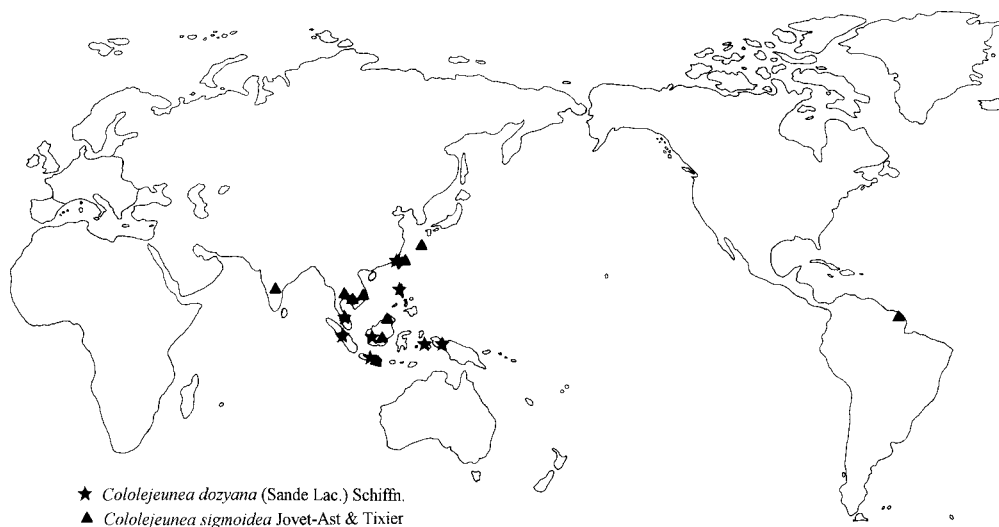 ★ Cololejeunea dozyana (Sande Lac.) Schiffn.
▲ Cololejeunea sigmoidea Jovet-Ast & Tixier